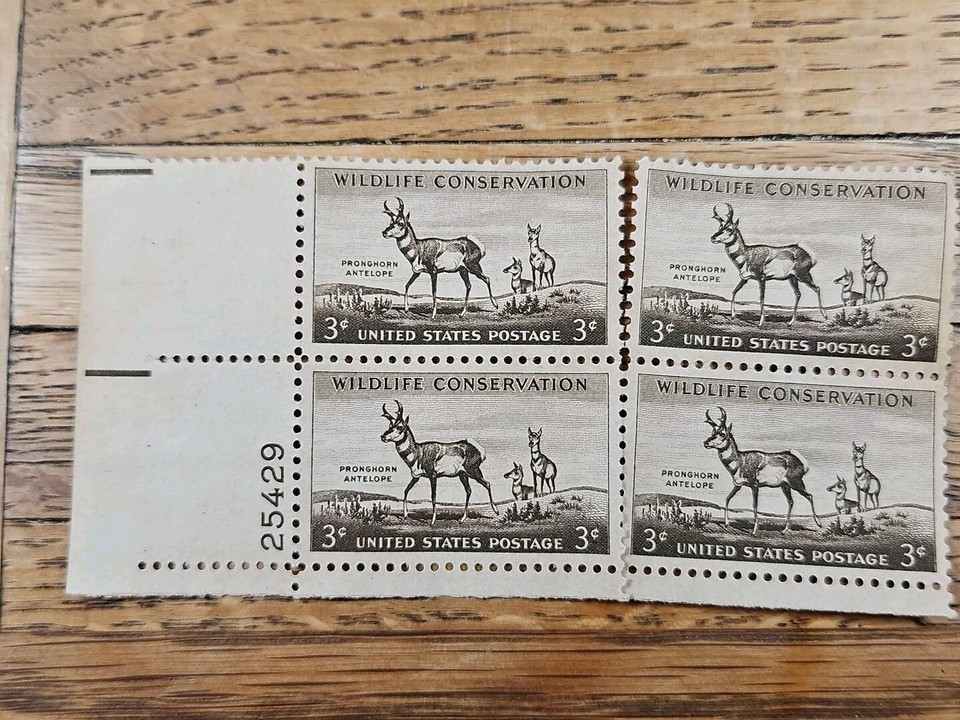 WILDLIFE CONSERVATION
PRONGHORN
ANTELOPE
3¢ UNITED STATES POSTAGE 3¢
WILDLIFE CONSERVATION
PRONGHORN
ANTELOPE
3¢ UNITED STATES POSTAGE 3¢
25429
WILDLIFE CONSERVATION
PRONGHORN
ANTELOPE
3¢ UNITED STATES POSTAGE 3¢
WILDLIFE CONSERVATION
PRONGHORN
ANTELOPE
3¢ UNITED STATES POSTAGE 3¢